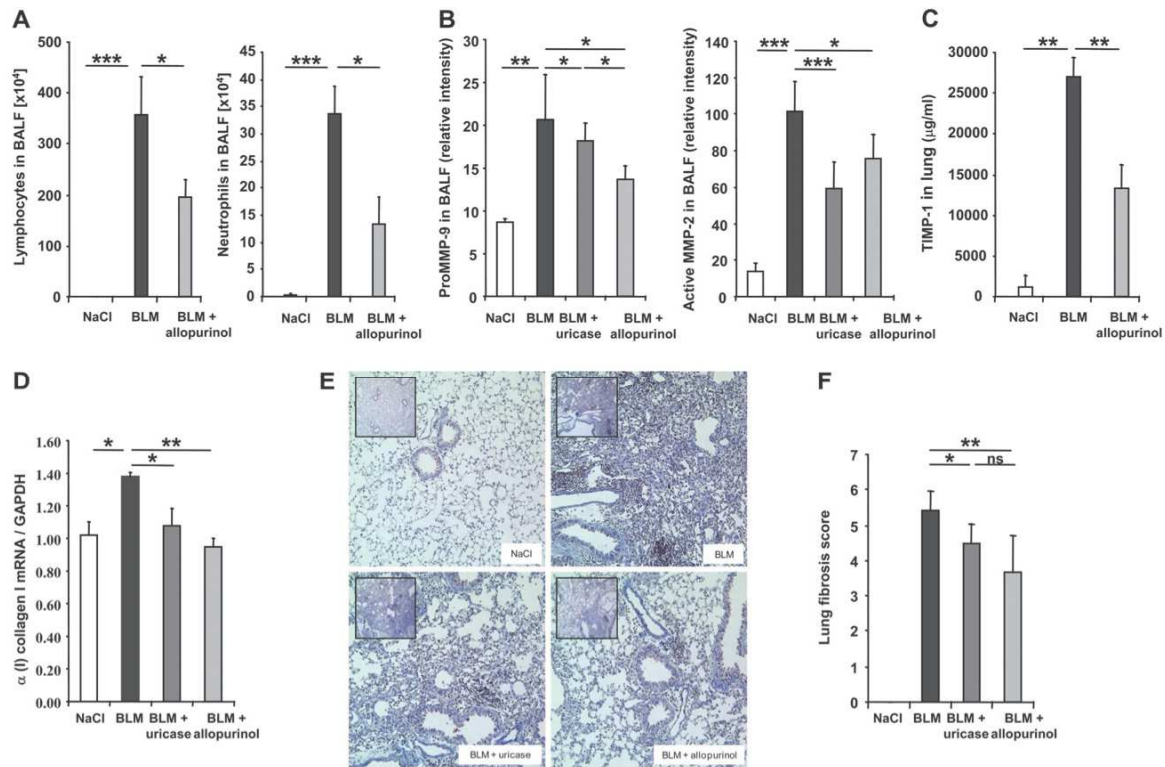 A
Lymphocytes in BALF [x10⁴]
500
400
300
200
100
0
***
*
NaCl
BLM
BLM +
allopurinol
Neutrophils in BALF [x10⁴]
45
40
35
30
25
20
15
10
5
0
***
*
NaCl
BLM
BLM +
allopurinol
B
ProMMP-9 in BALF (relative intensity)
30
25
20
15
10
5
0
*
**
*
*
NaCl
BLM
BLM +
uricase
BLM +
allopurinol
Active MMP-2 in BALF (relative intensity)
140
120
100
80
60
40
20
0
***
*
***
NaCl
BLM
BLM +
uricase
BLM +
allopurinol
C
TIMP-1 in lung (µg/ml)
30000
25000
20000
15000
10000
5000
0
**
**
NaCl
BLM
BLM +
allopurinol
D
α (I) collagen I mRNA / GAPDH
1.60
1.40
1.20
1.00
0.80
0.60
0.40
0.20
0.00
*
**
*
NaCl
BLM
BLM +
uricase
BLM +
allopurinol
E
NaCl
BLM
BLM + uricase
BLM + allopurinol
F
Lung fibrosis score
7
6
5
4
3
2
1
0
**
*
ns
NaCl
BLM
BLM +
uricase
BLM +
allopurinol